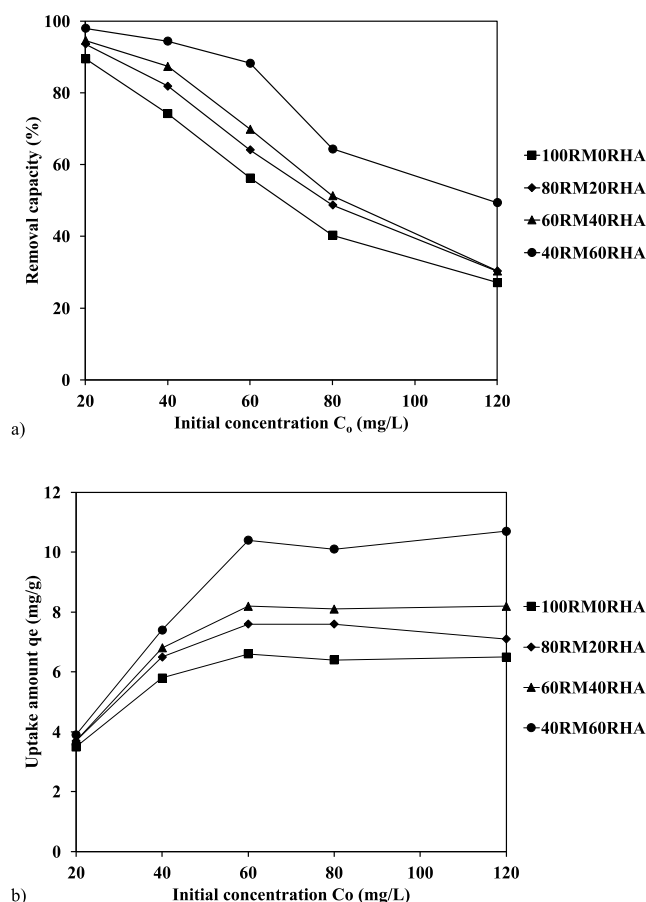 100
80
60
40
20
0
Removal capacity (%)
20 40 60 80 100 120
Initial concentration Co (mg/L)
100RM0RHA
80RM20RHA
60RM40RHA
40RM60RHA
a)
12
10
8
6
4
2
0
Uptake amount qe (mg/g)
20 40 60 80 100 120
Initial concentration Co (mg/L)
100RM0RHA
80RM20RHA
60RM40RHA
40RM60RHA
b)